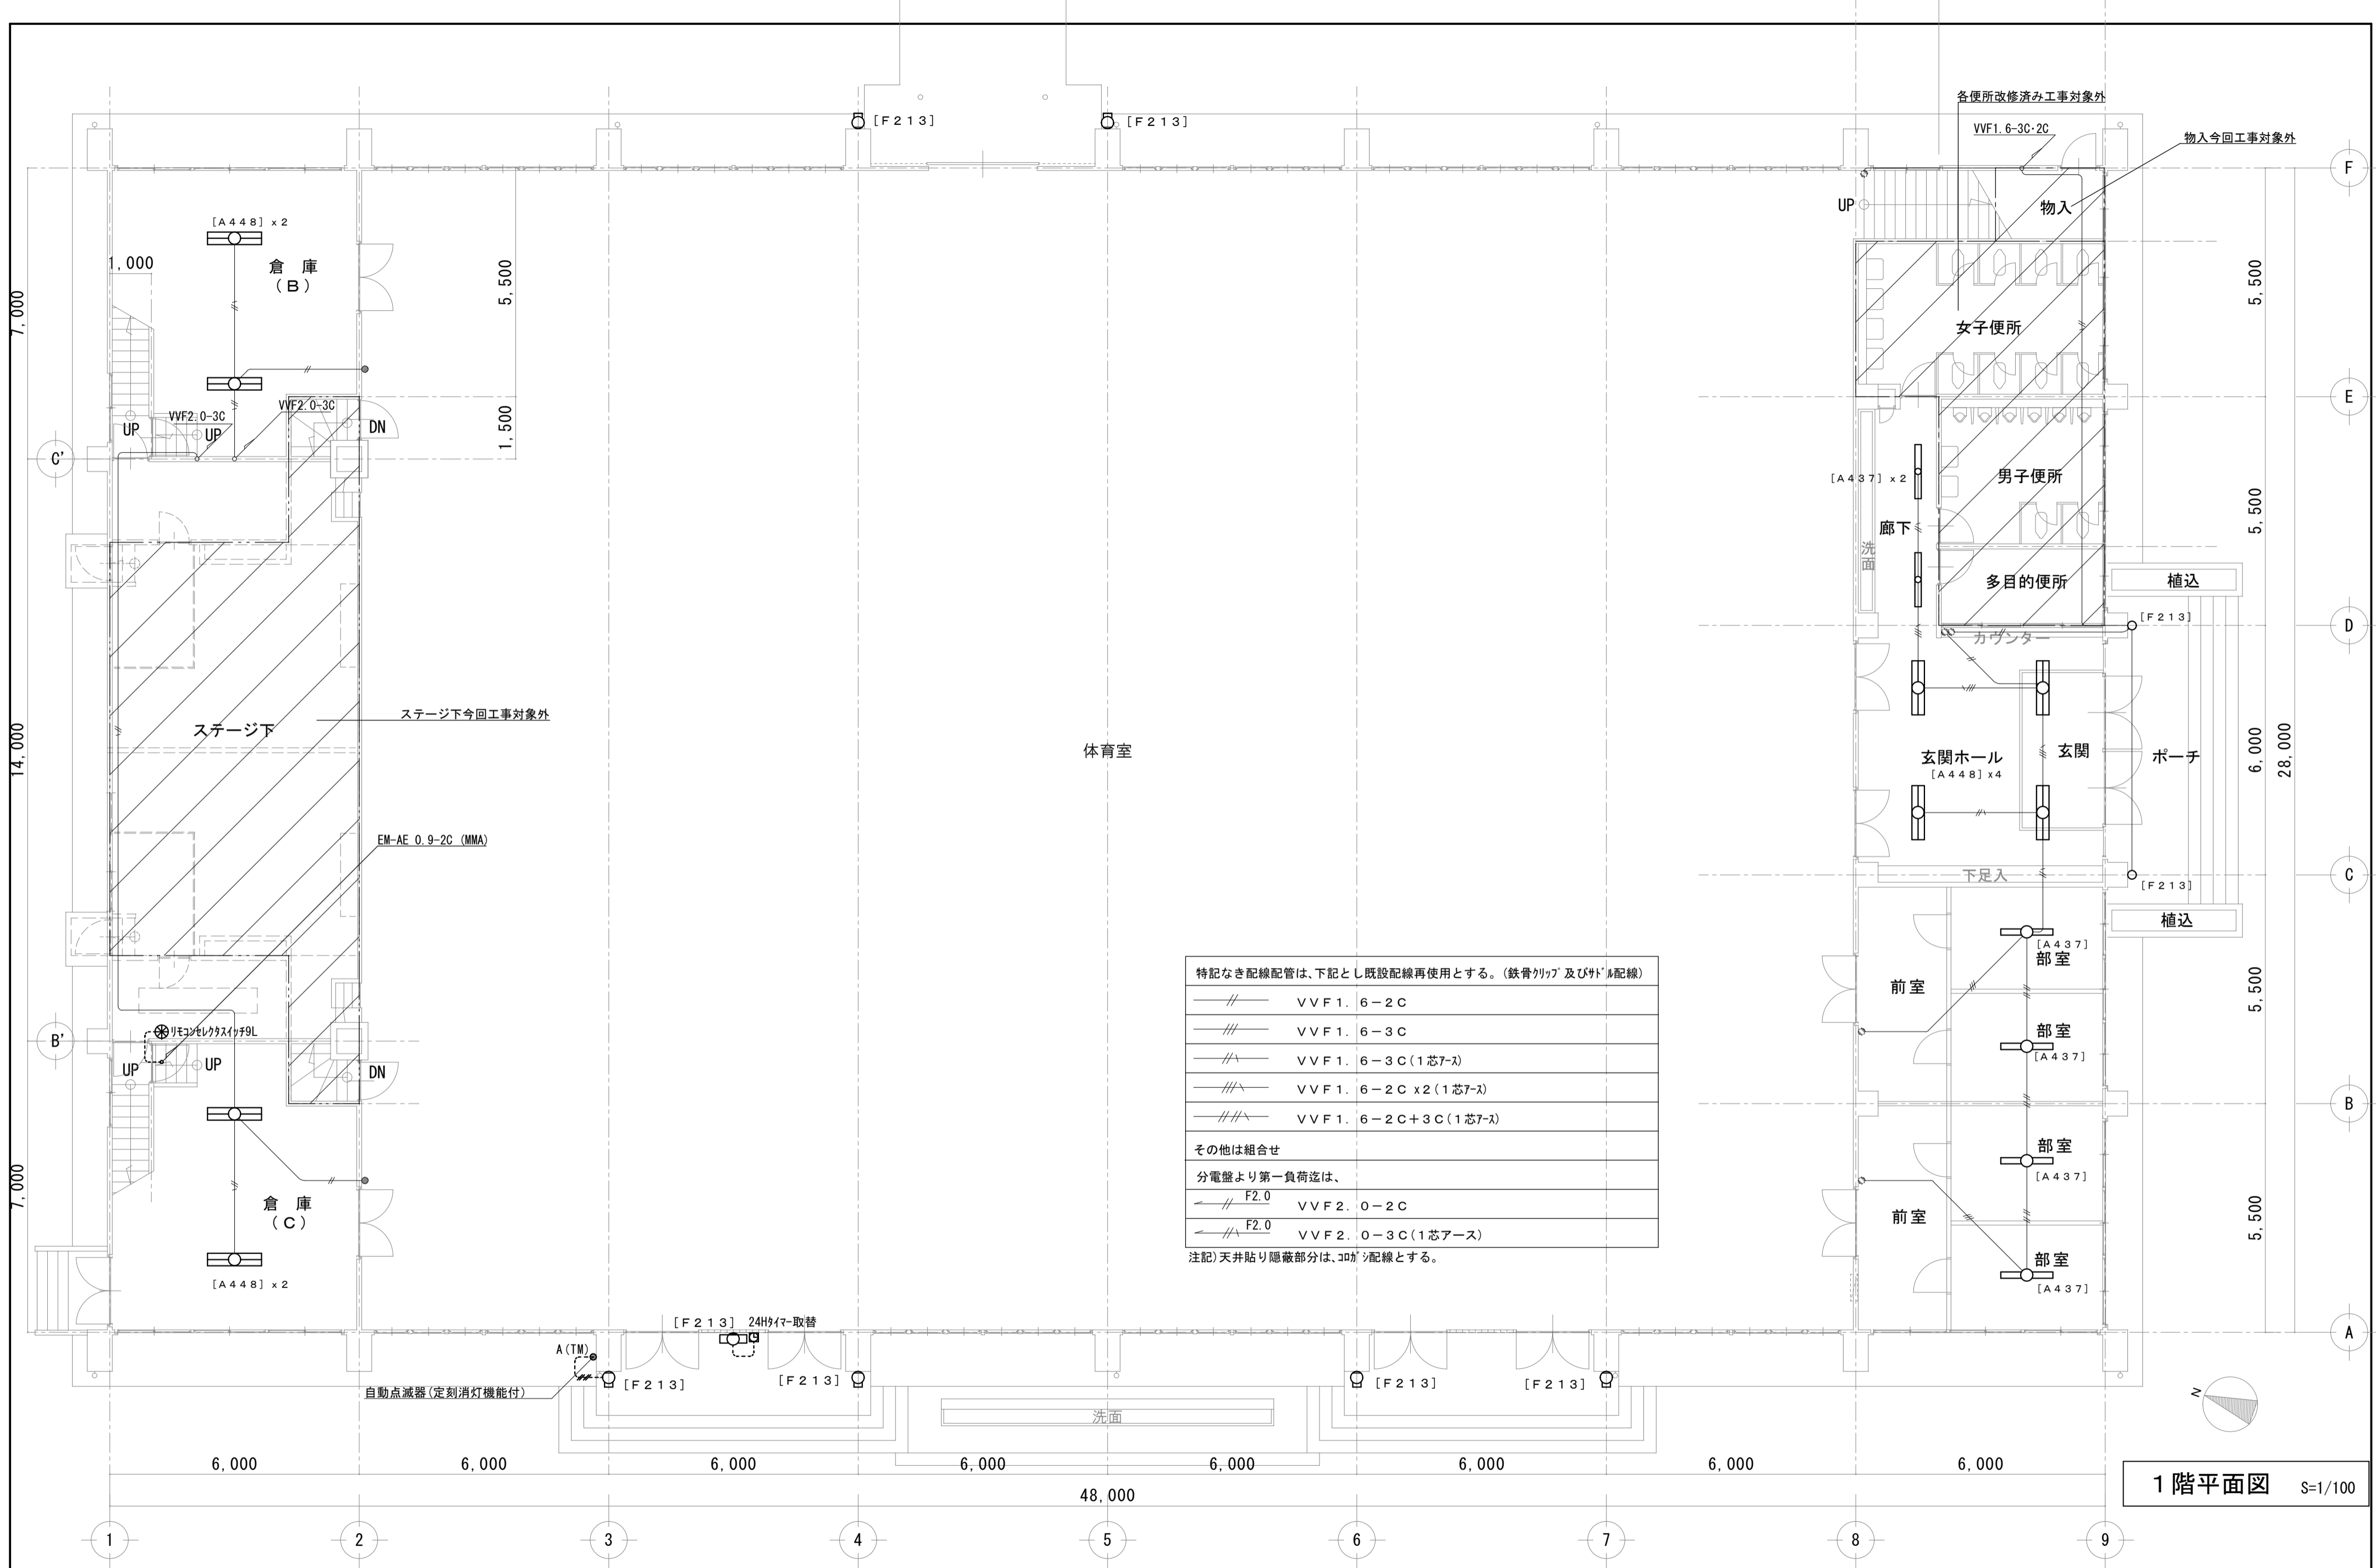 [F213]
[F213]
各便所改修済み工事対象外
VVF1.6-3C･2C
物入今回工事対象外
F
UP
物入
[A448] x2
倉 庫
(B)
1,000
5,500
5,500
7,000
女子便所
VVF2.0-3C
VVF2.0-3C
UP
UP
DN
1,500
E
C'
[A437] x2
男子便所
廊下
洗面
5,500
多目的便所
植込
[F213]
D
カウンター
ステージ下今回工事対象外
ステージ下
14,000
体育室
玄関ホール
[A448] x4
玄関
ポーチ
6,000
28,000
EM-AE 0.9-2C (MMA)
下足入
[F213]
C
植込
[A437]
部室
前室
5,500
リモコンセレクタスイッチ9L
B'
UP
UP
DN
部室
[A437]
B
部室
[A437]
前室
5,500
部室
[A437]
7,000
倉 庫
(C)
[A448] x2
特記なき配線配管は、下記とし既設配線再使用とする。(鉄骨ｸﾘｯﾌﾟ及びｻﾄﾞﾙ配線)
VVF1.6-2C
VVF1.6-3C
VVF1.6-3C(1芯ｱｰｽ)
VVF1.6-2C x2(1芯ｱｰｽ)
VVF1.6-2C+3C(1芯ｱｰｽ)
その他は組合せ
分電盤より第一負荷迄は、
F2.0 VVF2.0-2C
F2.0 VVF2.0-3C(1芯アース)
注記)天井貼り隠蔽部分は、ｺﾛｶﾞｼ配線とする。
[F213] 24Hﾀｲﾏｰ取替
A
A(TM)
自動点滅器(定刻消灯機能付)
[F213]
[F213]
[F213]
[F213]
洗面
N
6,000 6,000 6,000 6,000 6,000 6,000 6,000 6,000
48,000
1階平面図 S=1/100
1 2 3 4 5 6 7 8 9